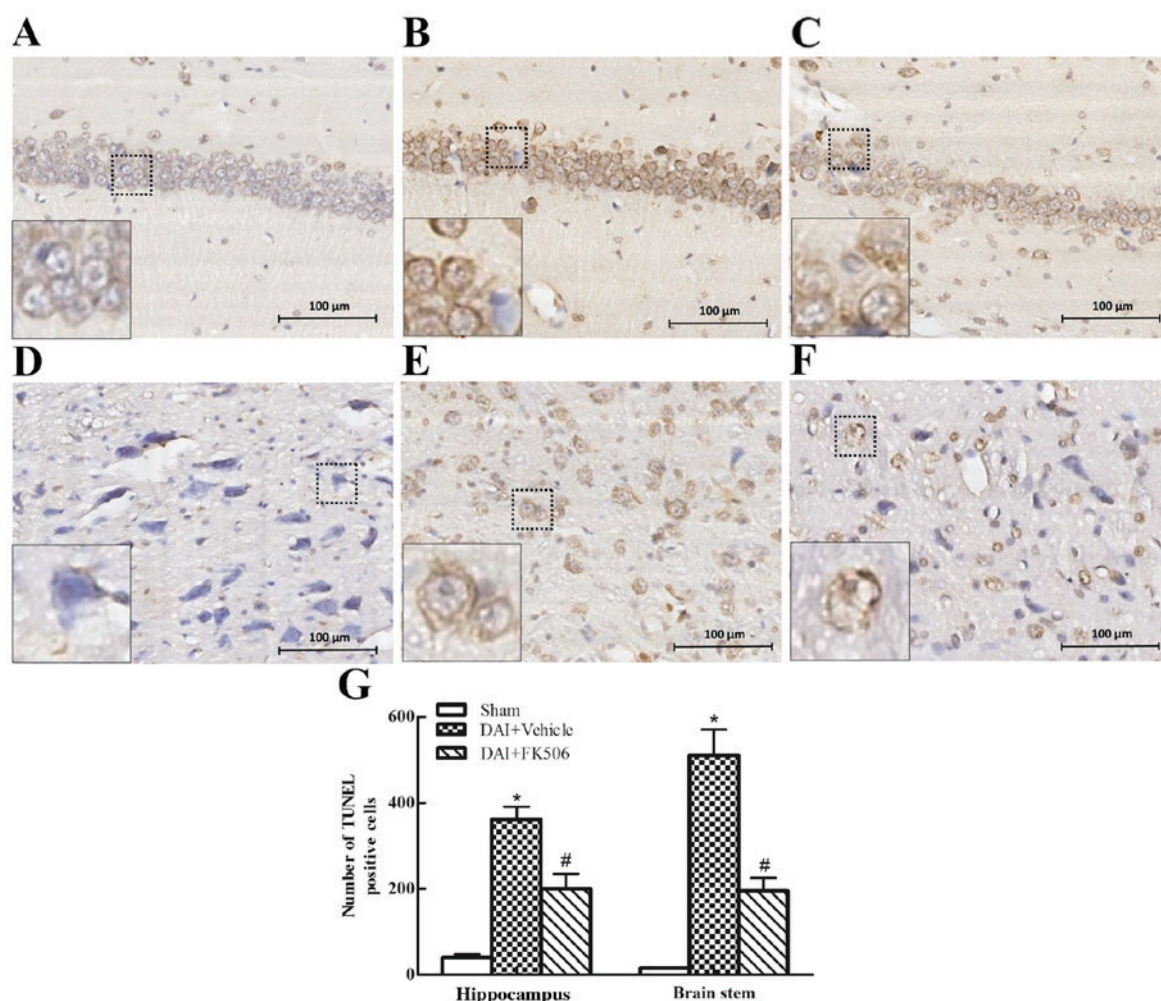 A
B
C
100 µm
100 µm
100 µm
D
E
F
100 µm
100 µm
100 µm
G
Number of TUNEL
positive cells
600
400
200
0
Sham
DAI+Vehicle
DAI+FK506
*
#
*
#
Hippocampus
Brain stem